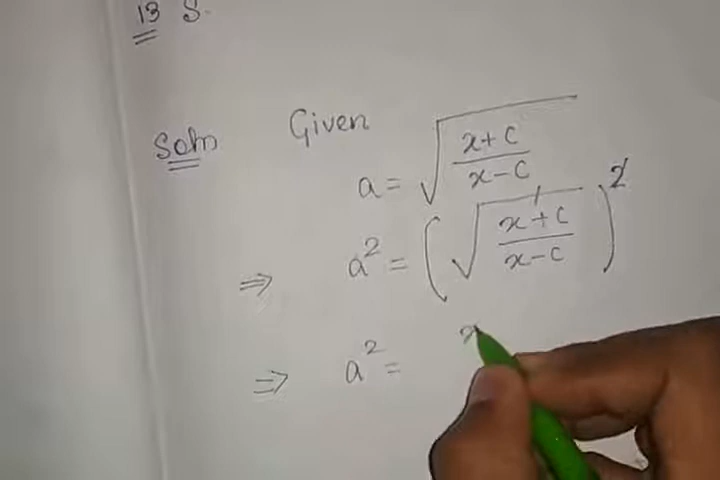 13 S.
Soln Given
a = √((x+c)/(x-c))
⇒ a² = (√((x+c)/(x-c)))²
⇒ a² = x